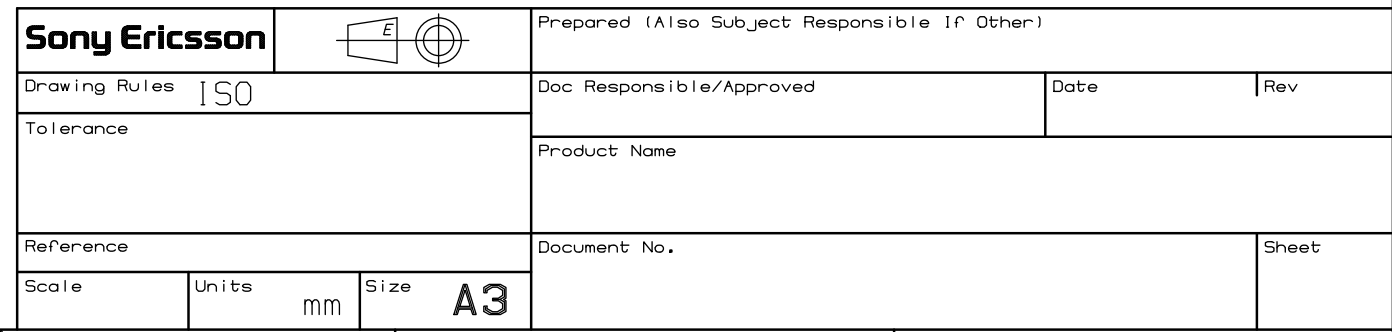 Sony Ericsson
E
Prepared (Also Subject Responsible If Other)
Drawing Rules ISO
Doc Responsible/Approved
Date
Rev
Tolerance
Product Name
Reference
Document No.
Sheet
Scale
Units mm
Size A3